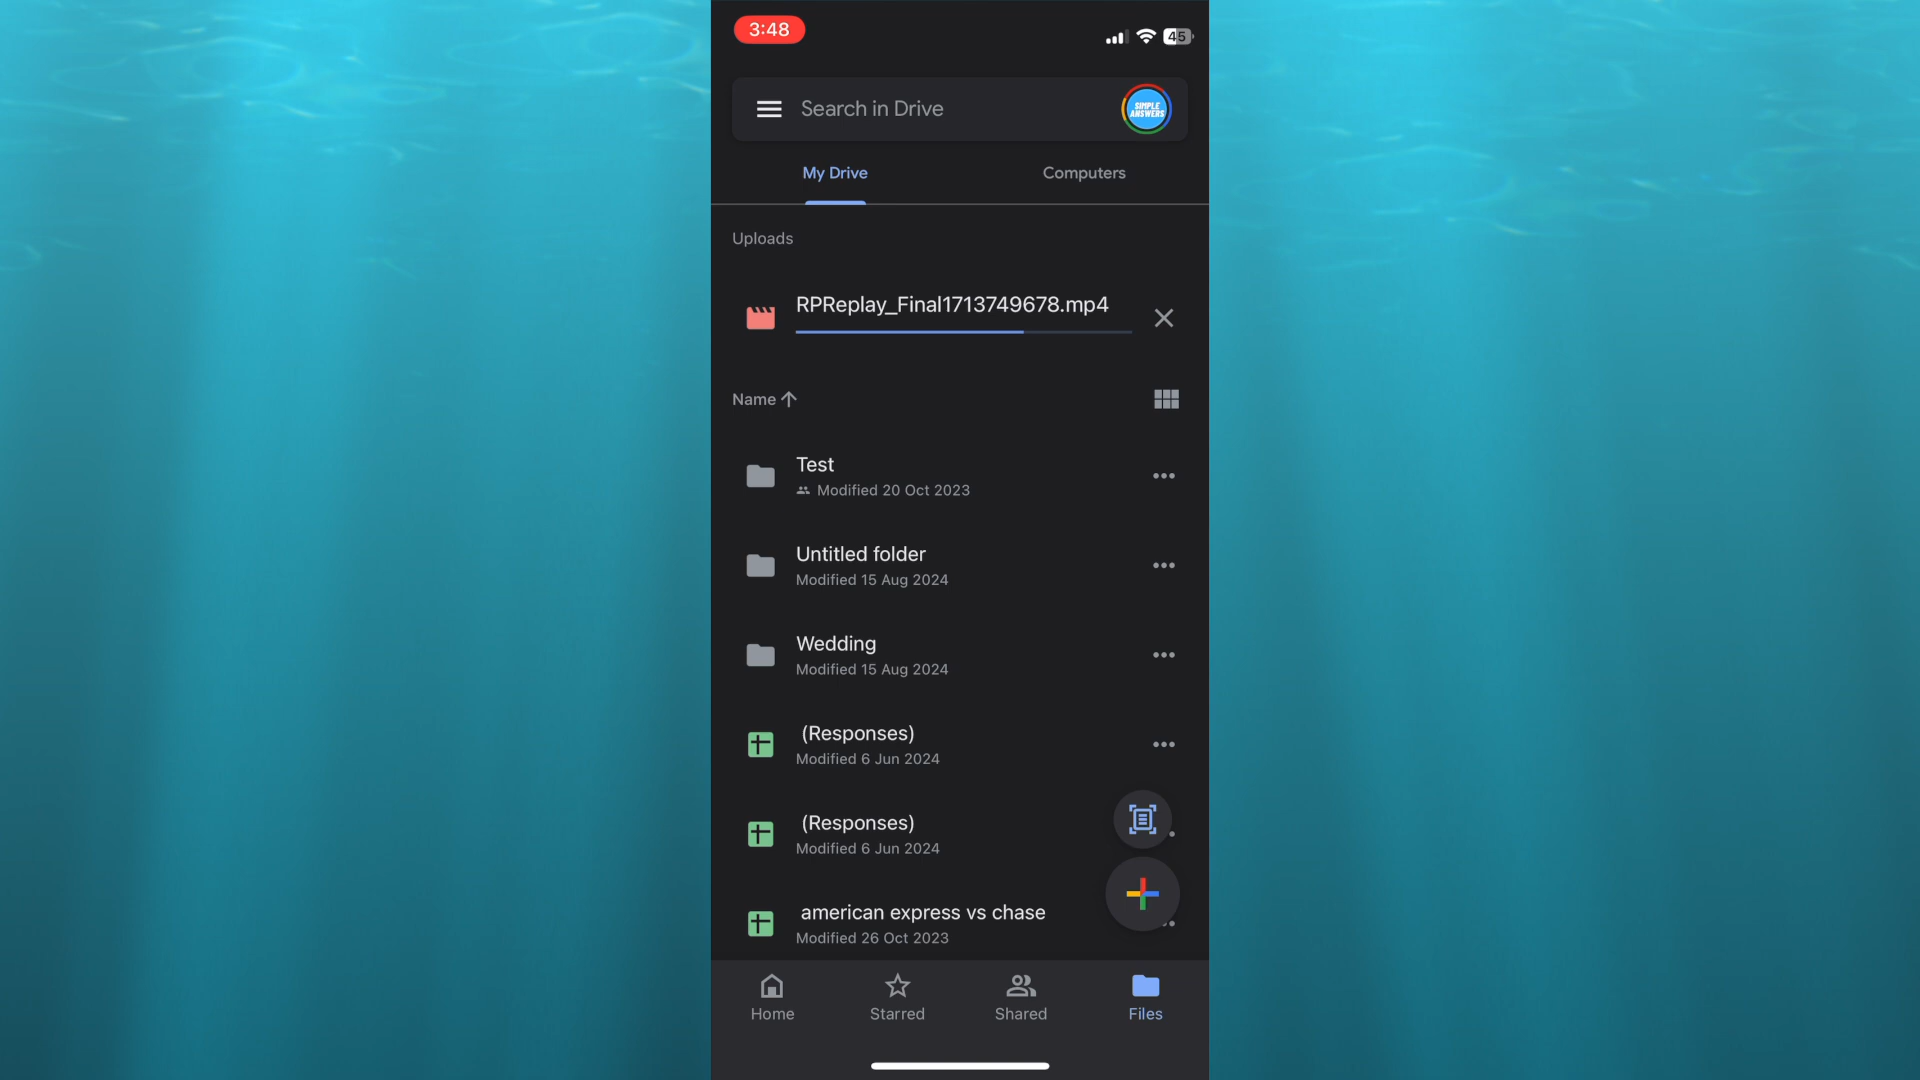 3:48
45
Search in Drive
SIMPLE
ANSWERS
My Drive
Computers
Uploads
RPReplay_Final1713749678.mp4
Name
Test
Modified 20 Oct 2023
Untitled folder
Modified 15 Aug 2024
Wedding
Modified 15 Aug 2024
(Responses)
Modified 6 Jun 2024
(Responses)
Modified 6 Jun 2024
american express vs chase
Modified 26 Oct 2023
Home
Starred
Shared
Files